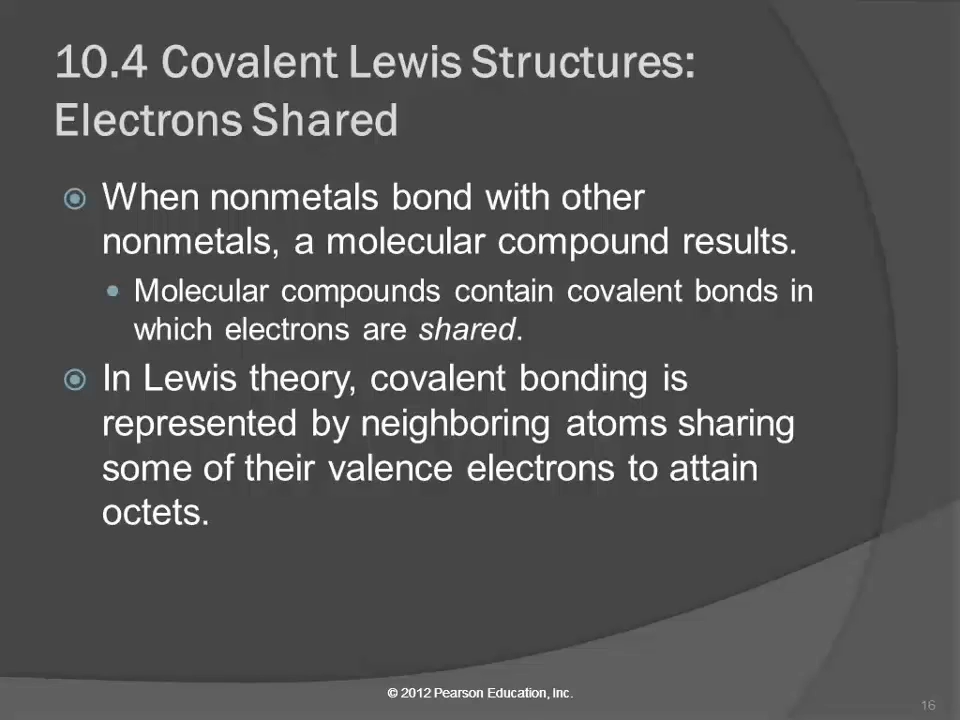 10.4 Covalent Lewis Structures:
Electrons Shared
When nonmetals bond with other
nonmetals, a molecular compound results.
Molecular compounds contain covalent bonds in
which electrons are shared.
In Lewis theory, covalent bonding is
represented by neighboring atoms sharing
some of their valence electrons to attain
octets.
© 2012 Pearson Education, Inc.
16